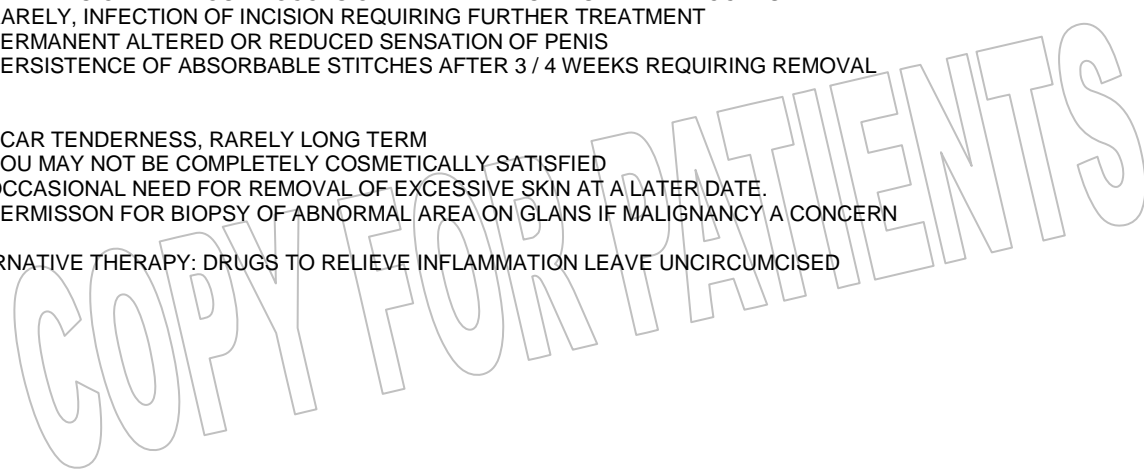 ARELY, INFECTION OF INCISION REQUIRING FURTHER TREATMENT
ERMANENT ALTERED OR REDUCED SENSATION OF PENIS
ERSISTENCE OF ABSORBABLE STITCHES AFTER 3 / 4 WEEKS REQUIRING REMOVAL
CAR TENDERNESS, RARELY LONG TERM
OU MAY NOT BE COMPLETELY COSMETICALLY SATISFIED
OCCASIONAL NEED FOR REMOVAL OF EXCESSIVE SKIN AT A LATER DATE.
ERMISSON FOR BIOPSY OF ABNORMAL AREA ON GLANS IF MALIGNANCY A CONCERN
RNATIVE THERAPY: DRUGS TO RELIEVE INFLAMMATION LEAVE UNCIRCUMCISED
COPY FOR PATIENTS